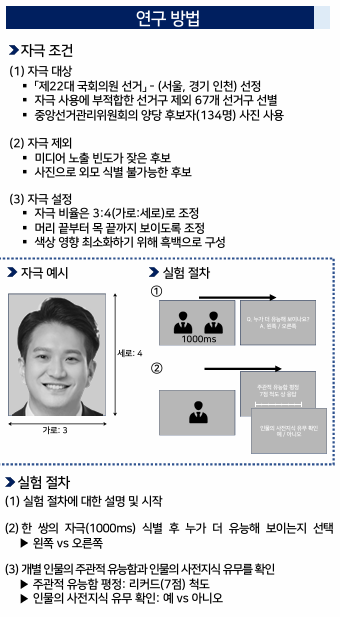 연구 방법
자극 조건
(1) 자극 대상
▪ 「제22대 국회의원 선거」 - (서울, 경기 인천) 선정
▪ 자극 사용에 부적합한 선거구 제외 67개 선거구 선별
▪ 중앙선거관리위원회의 양당 후보자(134명) 사진 사용
(2) 자극 제외
▪ 미디어 노출 빈도가 잦은 후보
▪ 사진으로 외모 식별 불가능한 후보
(3) 자극 설정
▪ 자극 비율은 3:4(가로:세로)로 조정
▪ 머리 끝부터 목 끝까지 보이도록 조정
▪ 색상 영향 최소화하기 위해 흑백으로 구성
자극 예시
세로: 4
가로: 3
실험 절차
①
1000ms
Q. 누가 더 유능해 보이나요?
A. 왼쪽 / 오른쪽
②
주관적 유능함 평정
7점 척도 상 응답
인물의 사전지식 유무 확인
예 / 아니오
실험 절차
(1) 실험 절차에 대한 설명 및 시작
(2) 한 쌍의 자극(1000ms) 식별 후 누가 더 유능해 보이는지 선택
▶ 왼쪽 vs 오른쪽
(3) 개별 인물의 주관적 유능함과 인물의 사전지식 유무를 확인
▶ 주관적 유능함 평정: 리커드(7점) 척도
▶ 인물의 사전지식 유무 확인: 예 vs 아니오